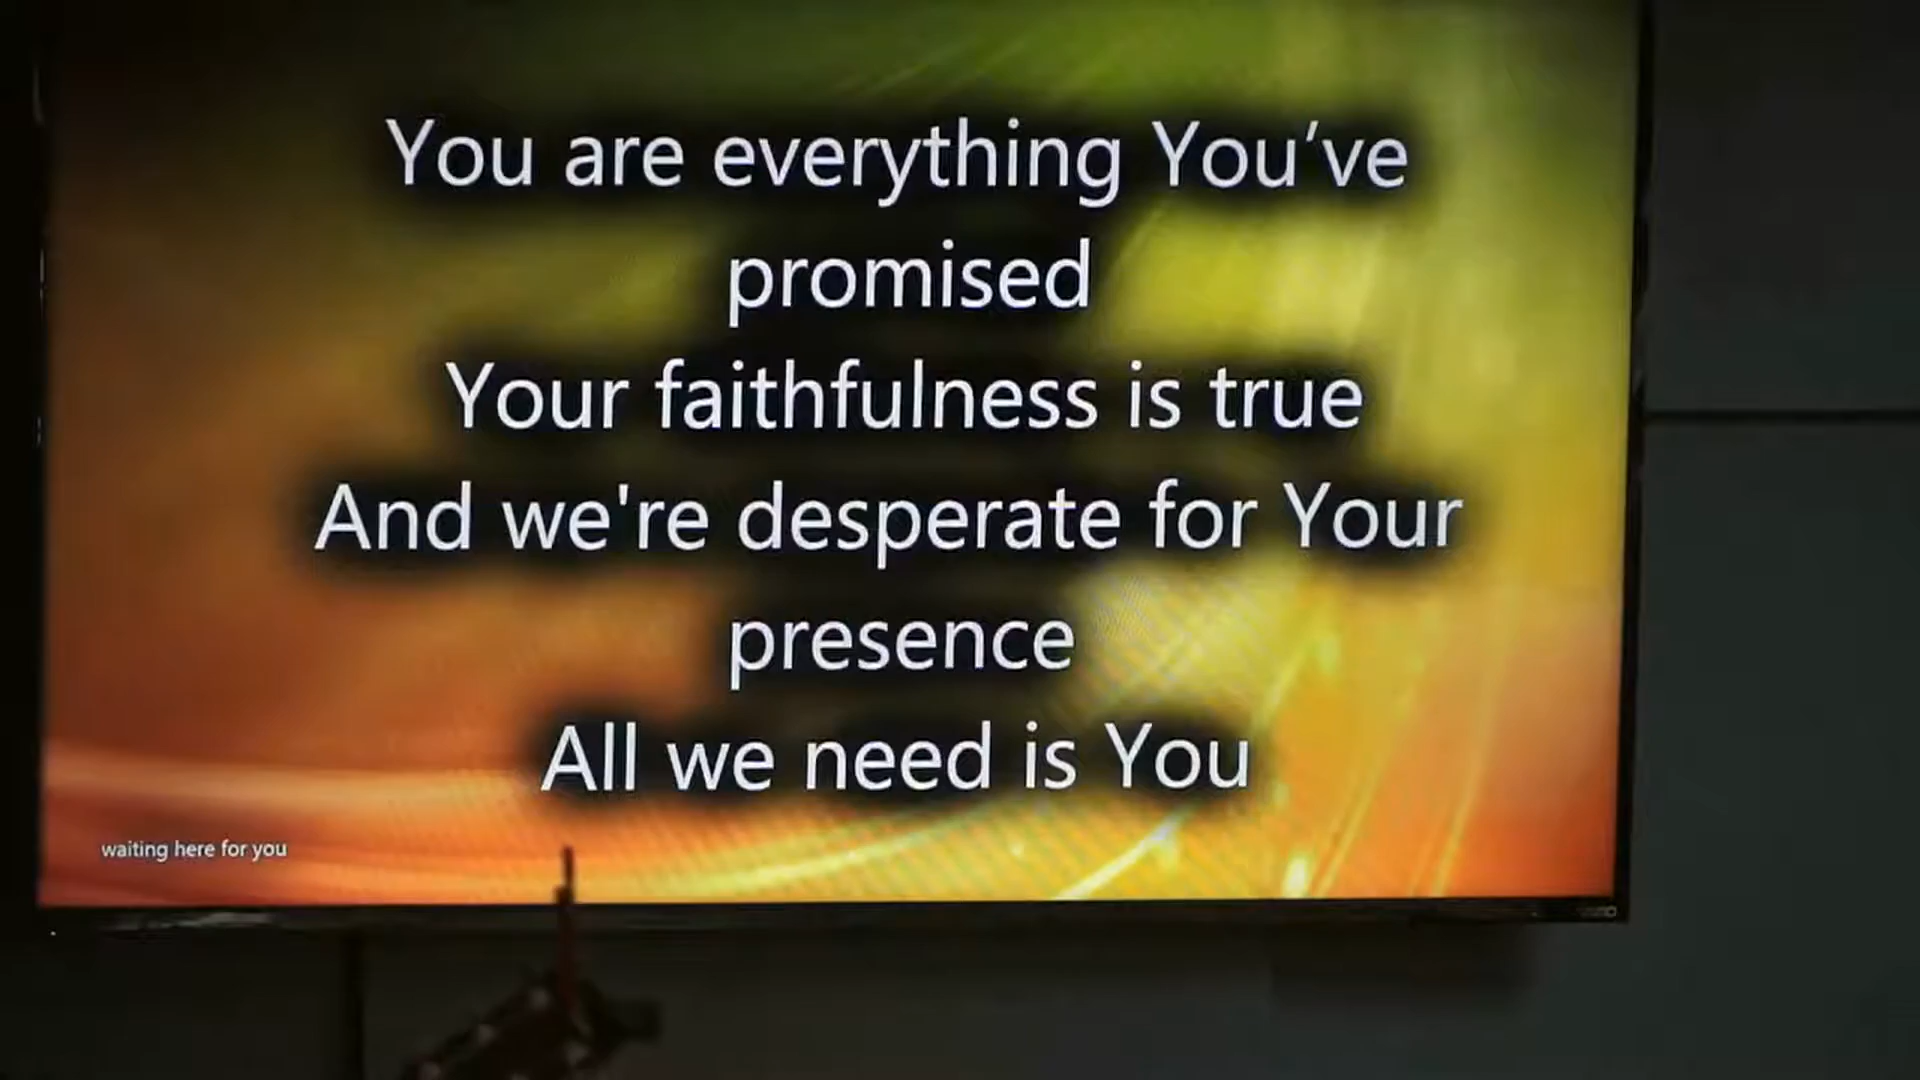 You are everything You’ve
promised
Your faithfulness is true
And we're desperate for Your
presence
All we need is You
waiting here for you